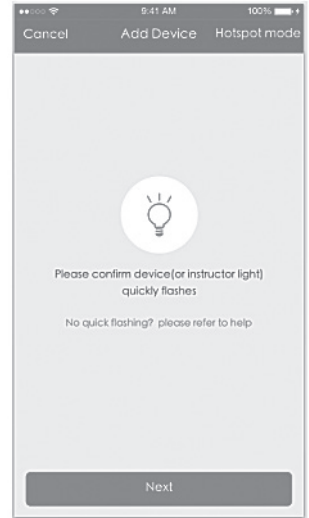 9:41 AM 100%
Cancel Add Device Hotspot mode
Please confirm device(or instructor light)
quickly flashes
No quick flashing? please refer to help
Next